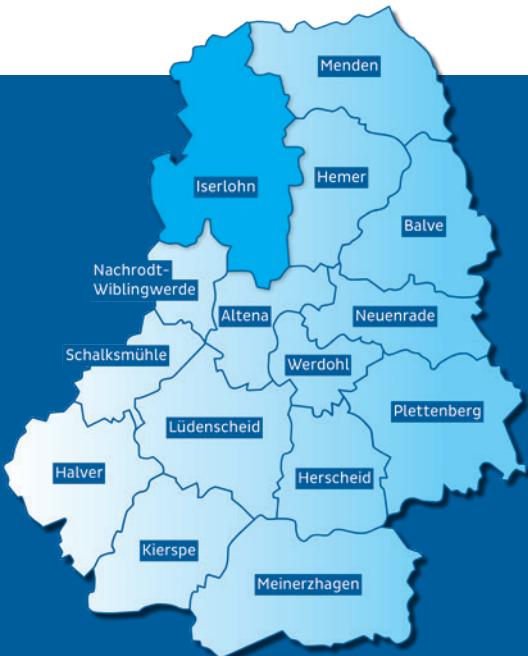 Menden
Hemer
Iserlohn
Balve
Nachrodt-
Wiblingwerde
Altena
Neuenrade
Schalksmühle
Werdohl
Plettenberg
Lüdenscheid
Halver
Herscheid
Kierspe
Meinerzhagen